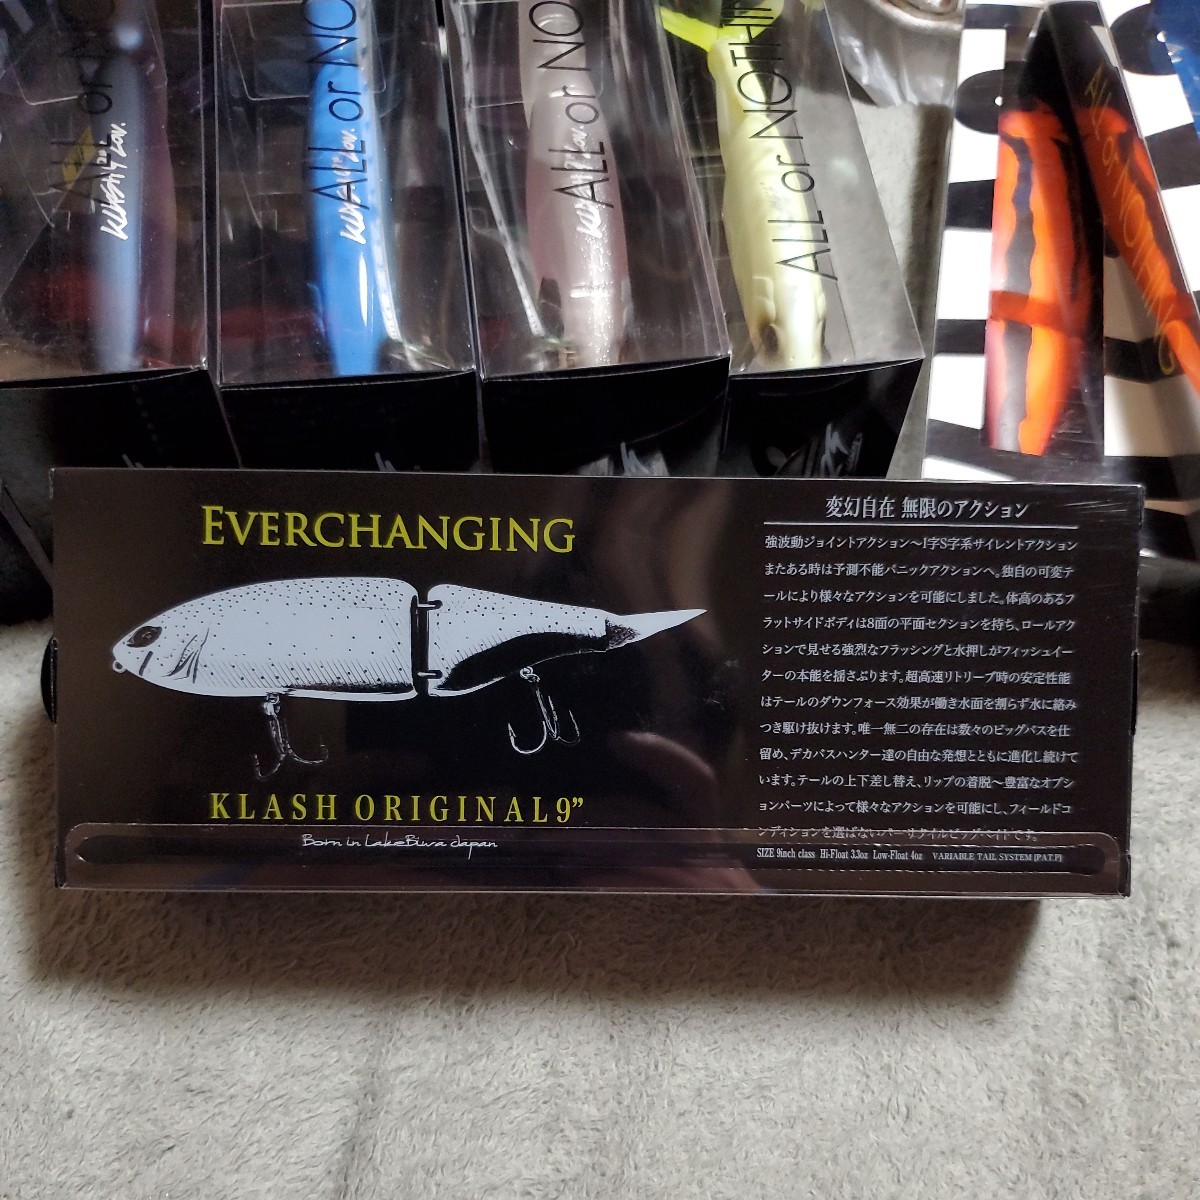 ALL or NO
KLASH 9" Low.
ALL or NO
Low.
ALL or NO
Low.
ALL or NOTHIN
ALL or NOTHING
EVERCHANGING
KLASH ORIGINAL 9”
Born in LakeBiwa Japan
変幻自在 無限のアクション
強波動ジョイントアクション〜I字S字系サイレントアクション
またある時は予測不能パニックアクションへ。独自の可変テ
ールにより様々なアクションを可能にしました。体高のあるフ
ラットサイドボディは8面の平面セクションを持ち、ロールアク
ションで見せる強烈なフラッシングと水押しがフィッシュイー
ターの本能を揺さぶります。超高速リトリーブ時の安定性能
はテールのダウンフォース効果が働き水面を割らず水に絡み
つき駆け抜けます。唯一無二の存在は数々のビッグバスを仕
留め、デカバスハンター達の自由な発想とともに進化し続けて
います。テールの上下差し替え、リップの着脱〜豊富なオプシ
ョンパーツによって様々なアクションを可能にし、フィールドコ
ンディションを選ばないバーサタイルビッグベイトです。
SIZE 9inch class Hi-Float 3.3oz Low-Float 4oz VARIABLE TAIL SYSTEM [PAT.P]